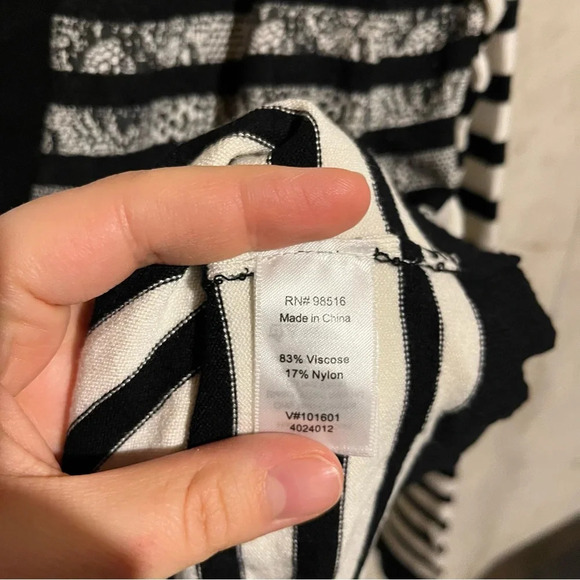 RN# 98516
Made in China
83% Viscose
17% Nylon
V#101601
4024012